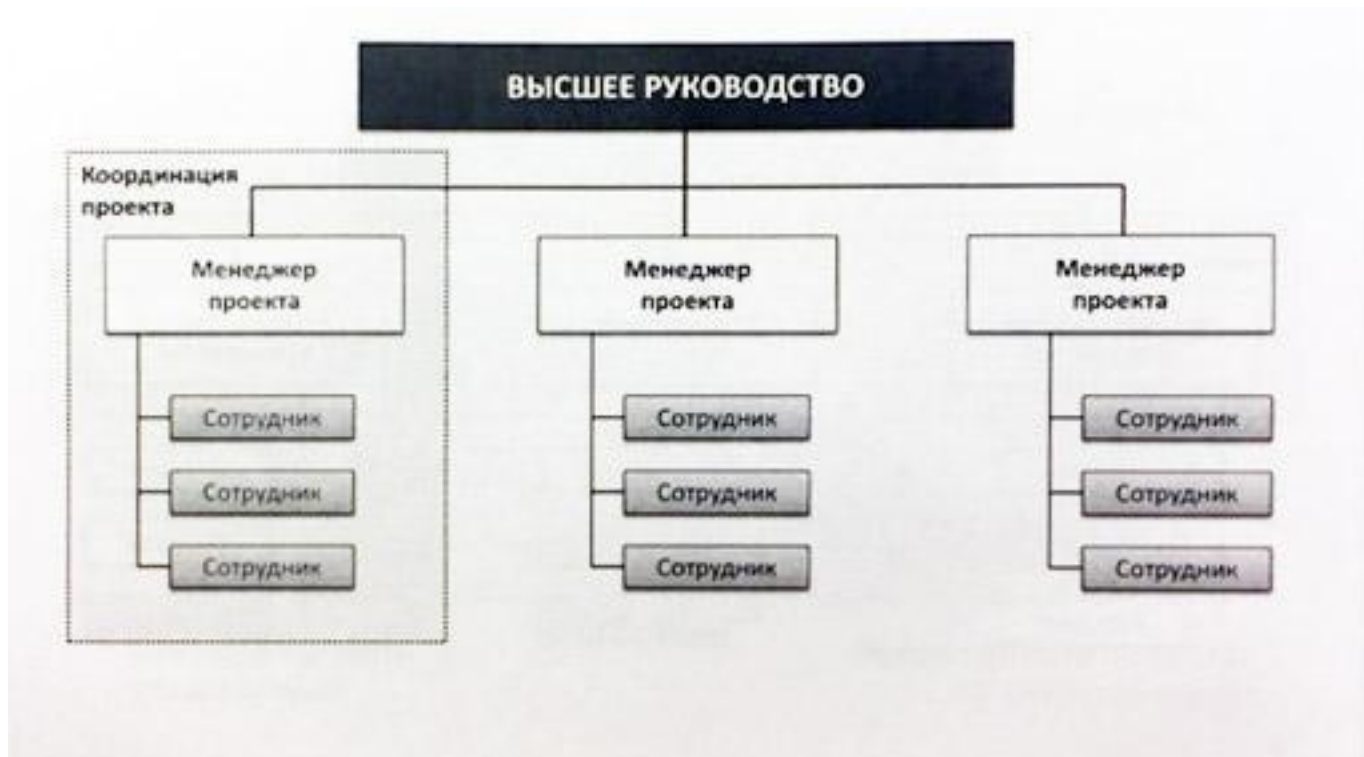 ВЫСШЕЕ РУКОВОДСТВО
Координация
проекта
Менеджер
проекта
Менеджер
проекта
Менеджер
проекта
Сотрудник
Сотрудник
Сотрудник
Сотрудник
Сотрудник
Сотрудник
Сотрудник
Сотрудник
Сотрудник